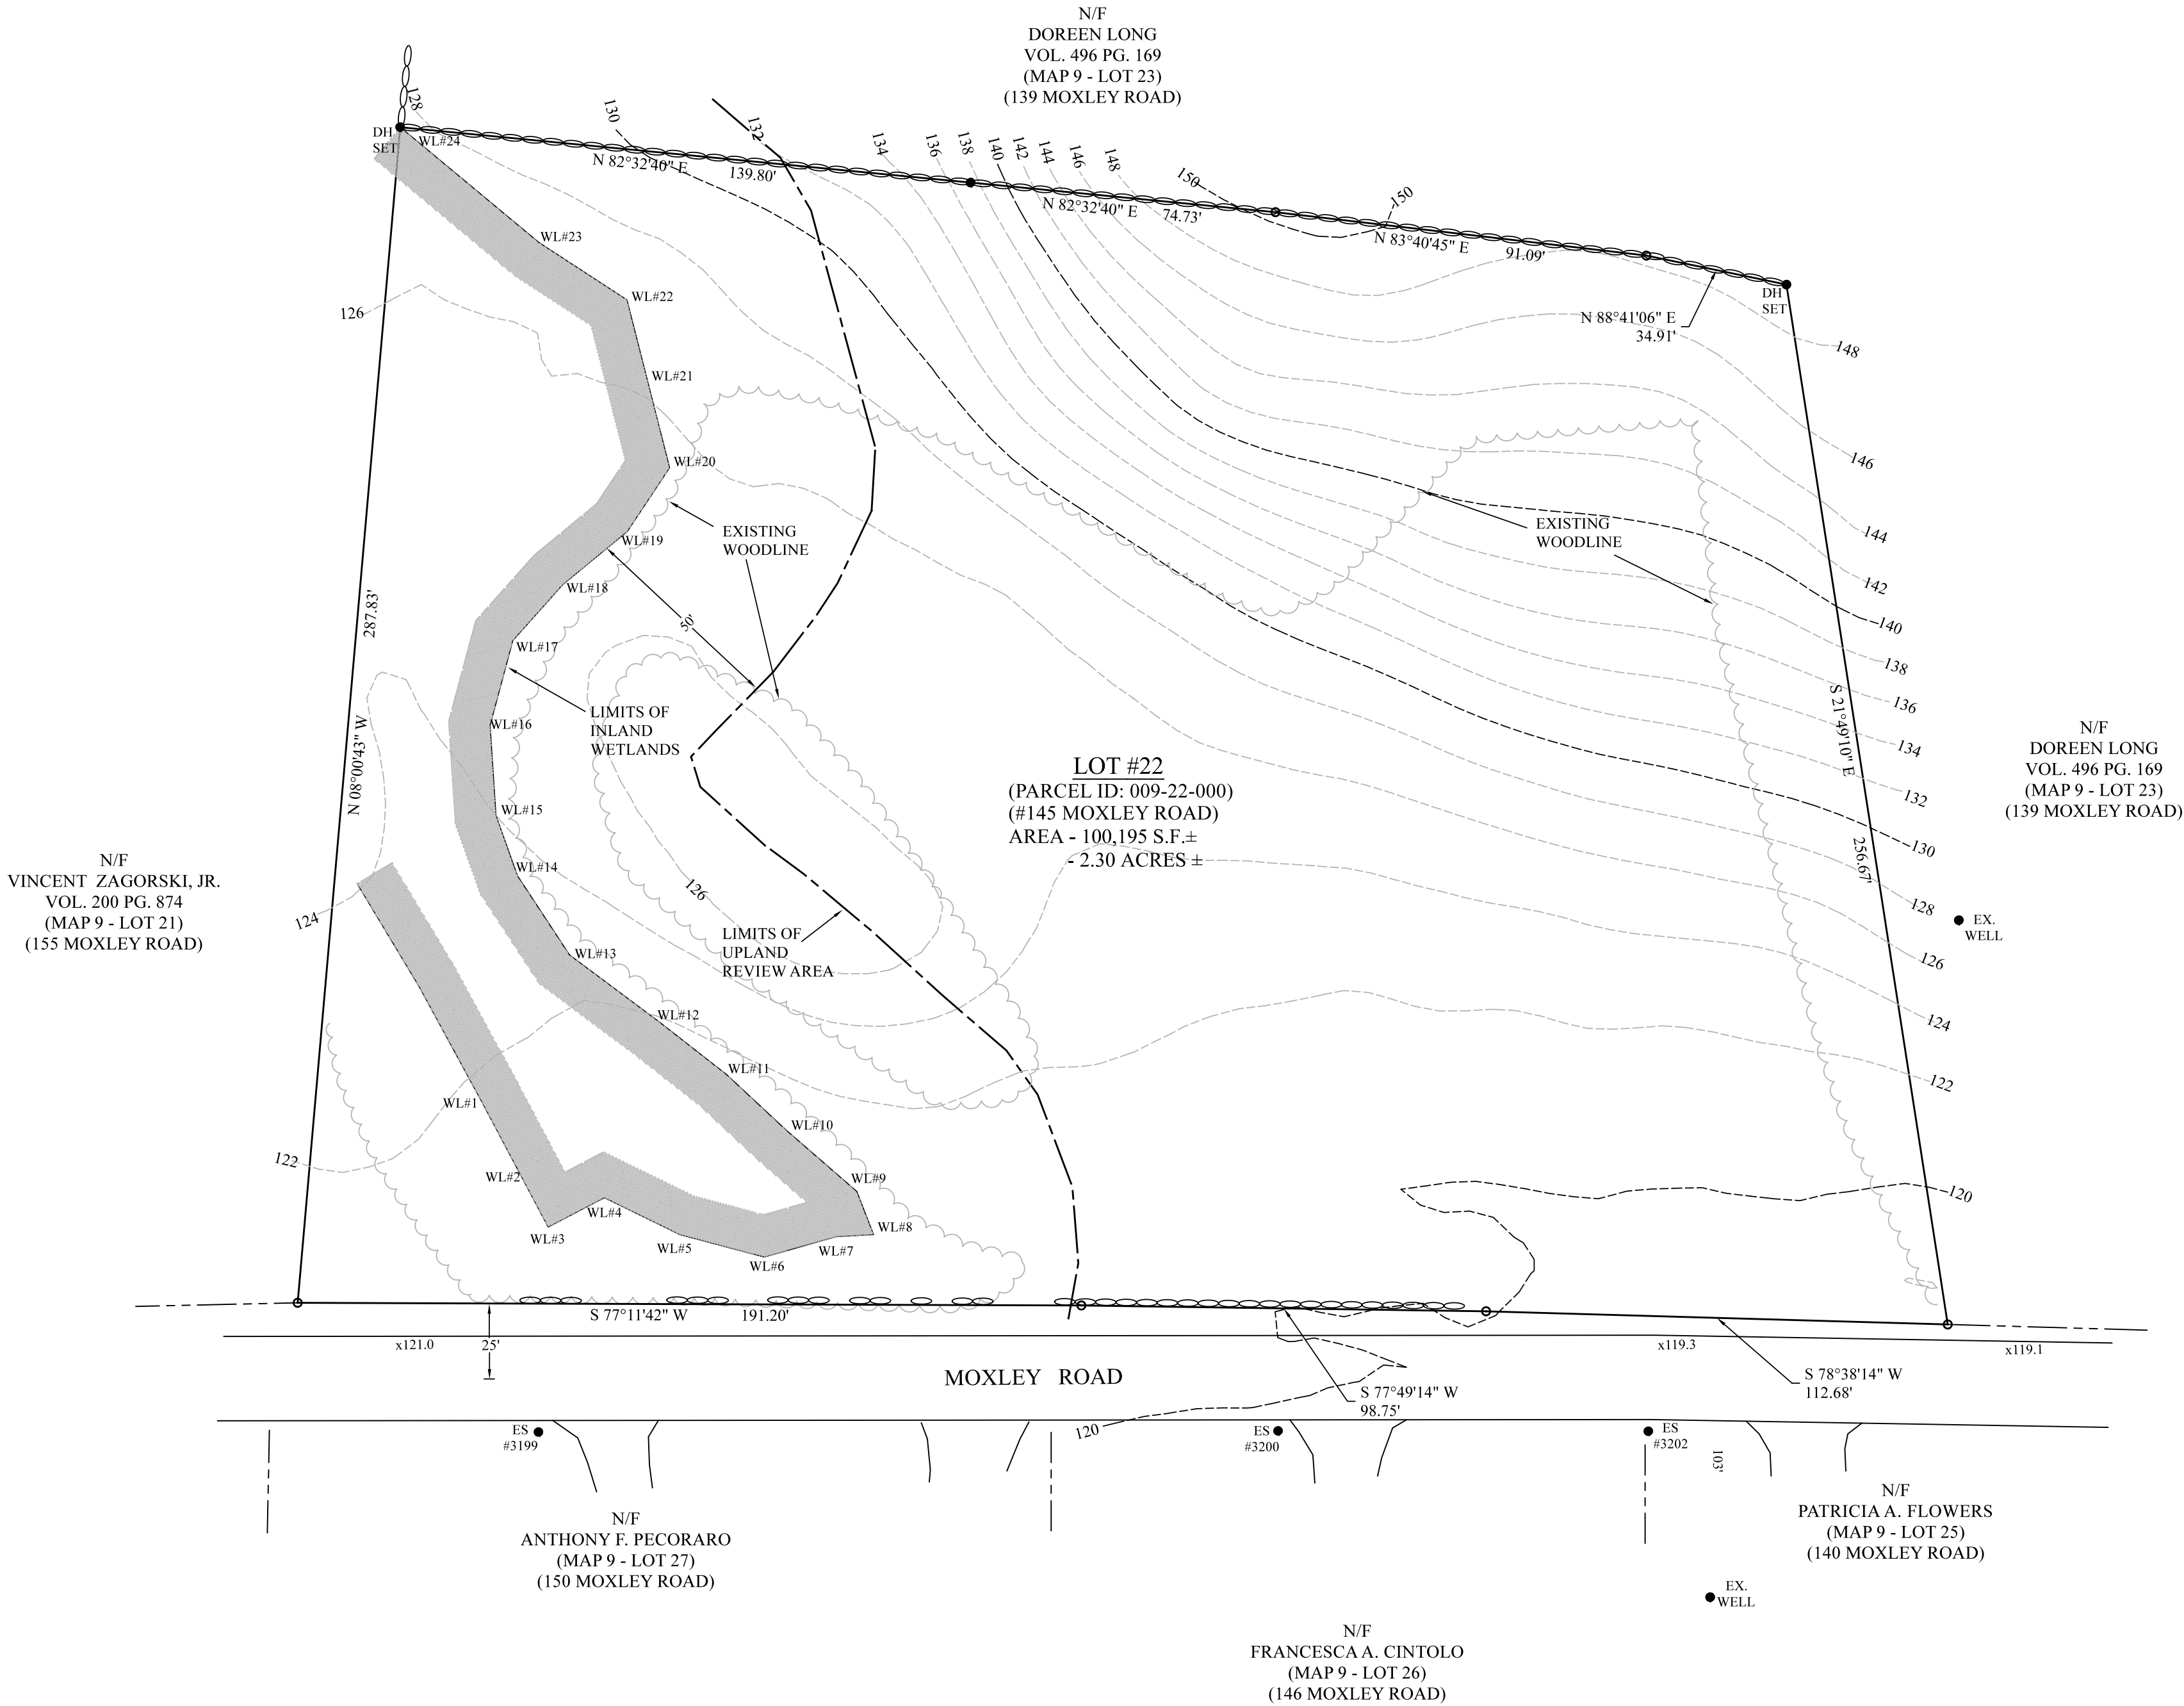 N/F
DOREEN LONG
VOL. 496 PG. 169
(MAP 9 - LOT 23)
(139 MOXLEY ROAD)
128
130
132
134
136
138
140
142
144
146
148
150
150
DH
SET
WL#24
N 82°32'40" E
139.80'
N 82°32'40" E
74.73'
N 83°40'45" E
91.09'
N 88°41'06" E
34.91'
DH
SET
WL#23
WL#22
WL#21
WL#20
WL#19
WL#18
WL#17
WL#16
WL#15
WL#14
WL#13
WL#12
WL#11
WL#10
WL#9
WL#8
WL#7
WL#6
WL#5
WL#4
WL#3
WL#2
WL#1
126
124
122
287.83'
N 08°00'43" W
EXISTING
WOODLINE
50'
LIMITS OF
INLAND
WETLANDS
126
LIMITS OF
UPLAND
REVIEW AREA
LOT #22
(PARCEL ID: 009-22-000)
(#145 MOXLEY ROAD)
AREA - 100,195 S.F.±
- 2.30 ACRES ±
EXISTING
WOODLINE
S 21°49'10" E
256.67'
148
146
144
142
140
138
136
134
132
130
128
126
124
122
120
N/F
DOREEN LONG
VOL. 496 PG. 169
(MAP 9 - LOT 23)
(139 MOXLEY ROAD)
EX.
WELL
N/F
VINCENT ZAGORSKI, JR.
VOL. 200 PG. 874
(MAP 9 - LOT 21)
(155 MOXLEY ROAD)
S 77°11'42" W
191.20'
x121.0
25'
MOXLEY ROAD
x119.3
x119.1
S 77°49'14" W
98.75'
S 78°38'14" W
112.68'
120
ES
#3199
ES
#3200
ES
#3202
103'
N/F
ANTHONY F. PECORARO
(MAP 9 - LOT 27)
(150 MOXLEY ROAD)
N/F
PATRICIA A. FLOWERS
(MAP 9 - LOT 25)
(140 MOXLEY ROAD)
EX.
WELL
N/F
FRANCESCA A. CINTOLO
(MAP 9 - LOT 26)
(146 MOXLEY ROAD)